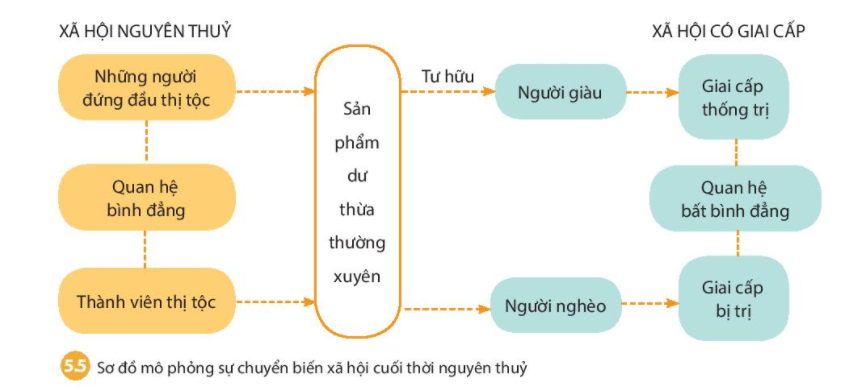 XÃ HỘI NGUYÊN THUỶ
XÃ HỘI CÓ GIAI CẤP
Những người
đứng đầu thị tộc
Quan hệ
bình đẳng
Thành viên thị tộc
Sản
phẩm
dư
thừa
thường
xuyên
Tư hữu
Người giàu
Người nghèo
Giai cấp
thống trị
Quan hệ
bất bình đẳng
Giai cấp
bị trị
5.5 Sơ đồ mô phỏng sự chuyển biến xã hội cuối thời nguyên thuỷ